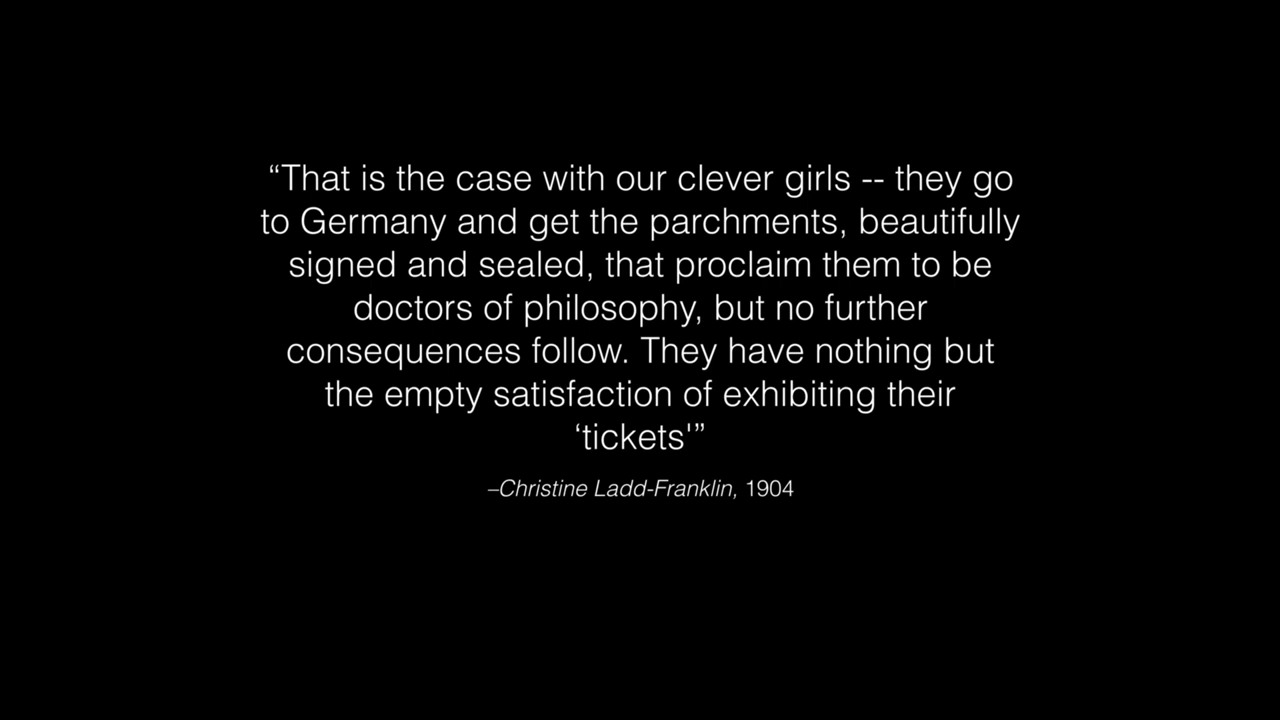 “That is the case with our clever girls -- they go
to Germany and get the parchments, beautifully
signed and sealed, that proclaim them to be
doctors of philosophy, but no further
consequences follow. They have nothing but
the empty satisfaction of exhibiting their
‘tickets'”
–Christine Ladd-Franklin, 1904